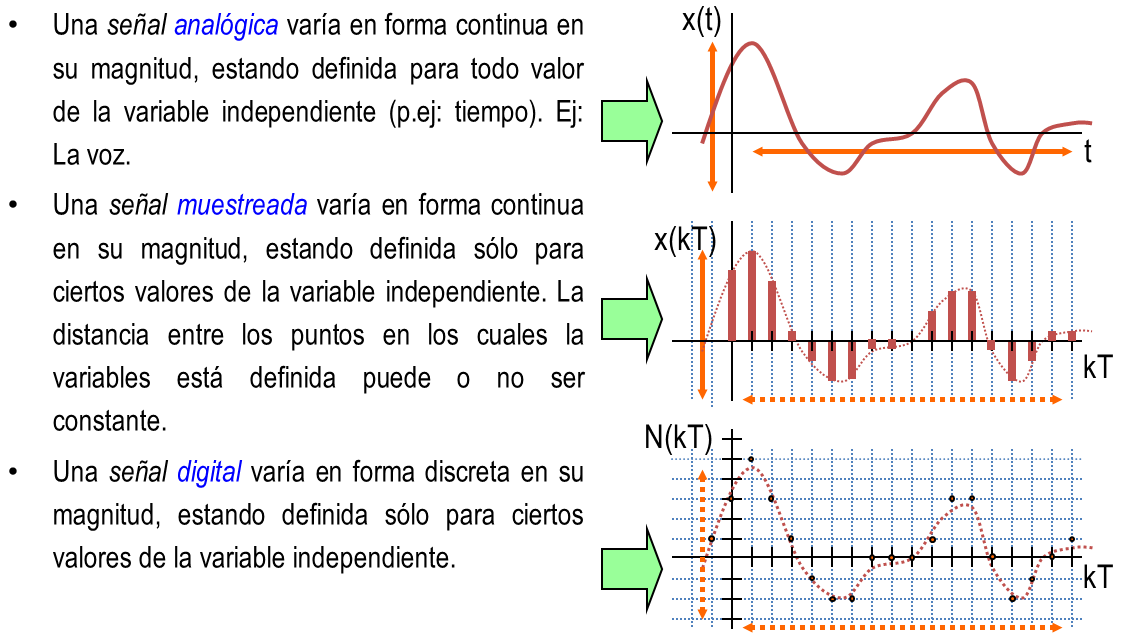 • Una señal analógica varía en forma continua en
su magnitud, estando definida para todo valor
de la variable independiente (p.ej: tiempo). Ej:
La voz.
• Una señal muestreada varía en forma continua
en su magnitud, estando definida sólo para
ciertos valores de la variable independiente. La
distancia entre los puntos en los cuales la
variables está definida puede o no ser
constante.
• Una señal digital varía en forma discreta en su
magnitud, estando definida sólo para ciertos
valores de la variable independiente.
x(t)
t
x(kT)
kT
N(kT)
kT